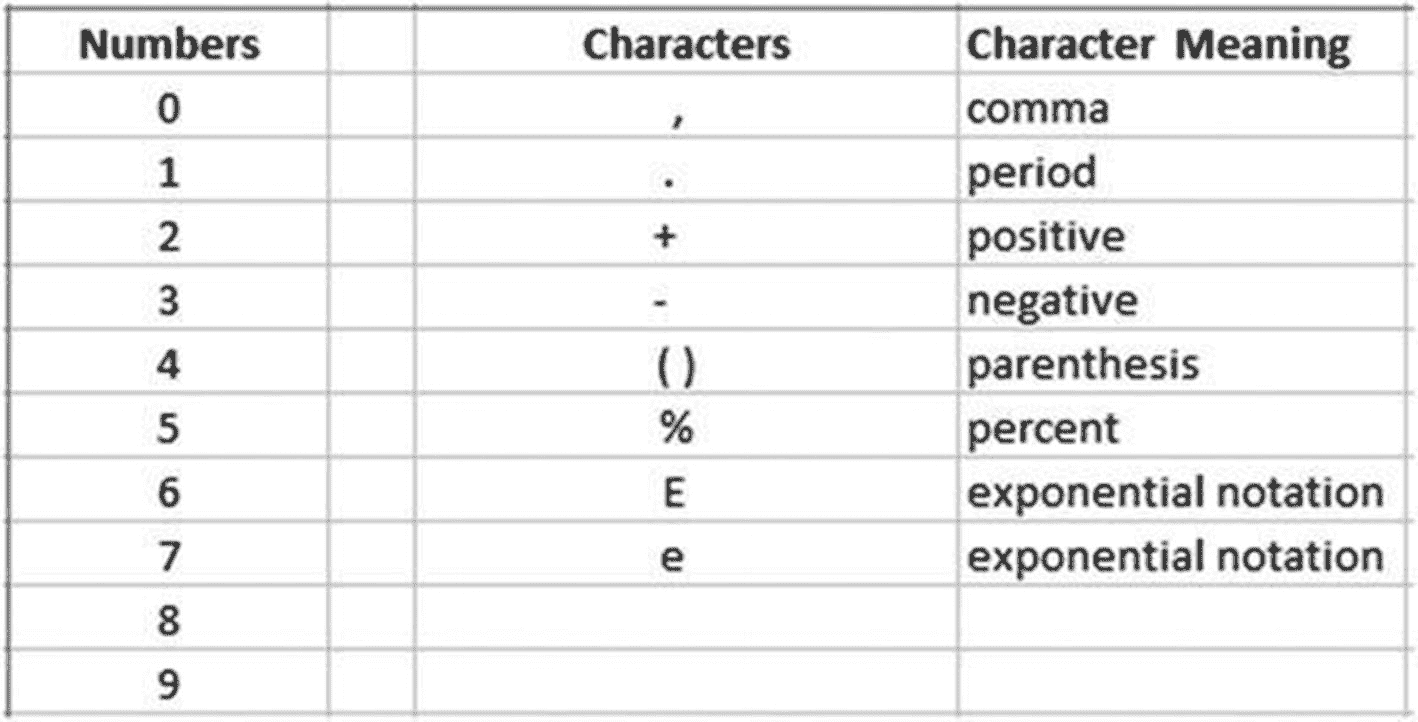 Numbers Characters Character Meaning
0 , comma
1 . period
2 + positive
3 - negative
4 ( ) parenthesis
5 % percent
6 E exponential notation
7 e exponential notation
8
9